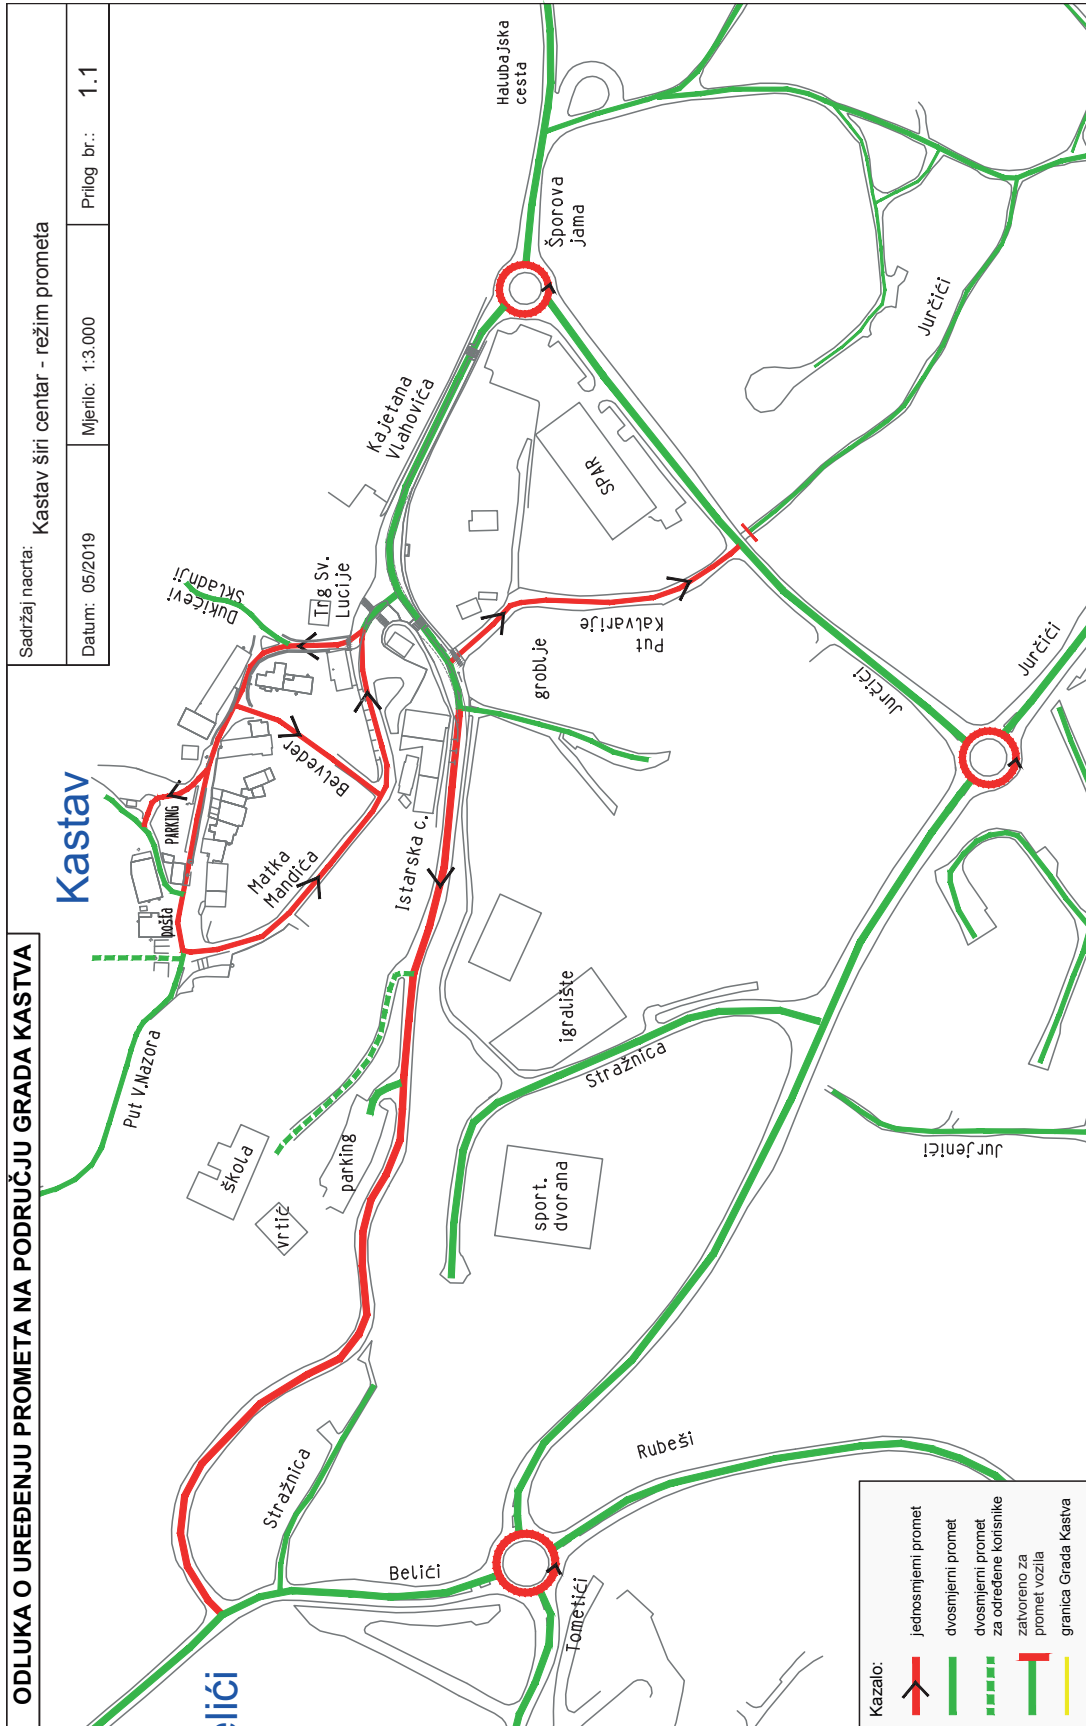 ODLUKA O UREĐENJU PROMETA NA PODRUČJU GRADA KASTVA
Sadržaj nacrta:
Kastav širi centar - režim prometa
Datum: 05/2019
Mjerilo: 1:3.000
Prilog br.: 1.1
Kastav
Put V.Nazora
pošta
PARKING
Belveder
Matka
Mandića
Dukićevi
Skladnji
Trg Sv.
Lucije
Kajetana
Vlahovića
Halubajska
cesta
Šporova
jama
SPAR
Jurčići
Put
Kalvarije
groblje
Istarska c.
Jurčići
Jurčići
škola
vrtić
parking
igralište
Stražnica
sport.
dvorana
Jurjenići
Stražnica
Belići
Rubeši
Tometići
elići
Kazalo:
jednosmjerni promet
dvosmjerni promet
dvosmjerni promet
za određene korisnike
zatvoreno za
promet vozila
granica Grada Kastva